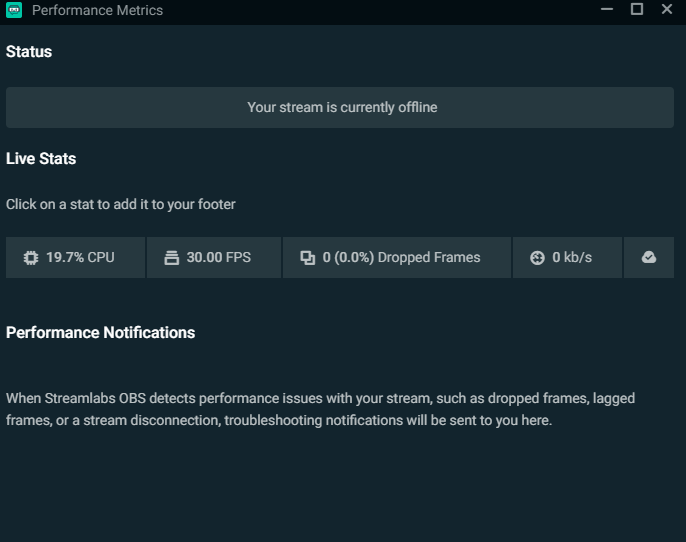 Performance Metrics
Status
Your stream is currently offline
Live Stats
Click on a stat to add it to your footer
19.7% CPU
30.00 FPS
0 (0.0%) Dropped Frames
0 kb/s
Performance Notifications
When Streamlabs OBS detects performance issues with your stream, such as dropped frames, lagged
frames, or a stream disconnection, troubleshooting notifications will be sent to you here.